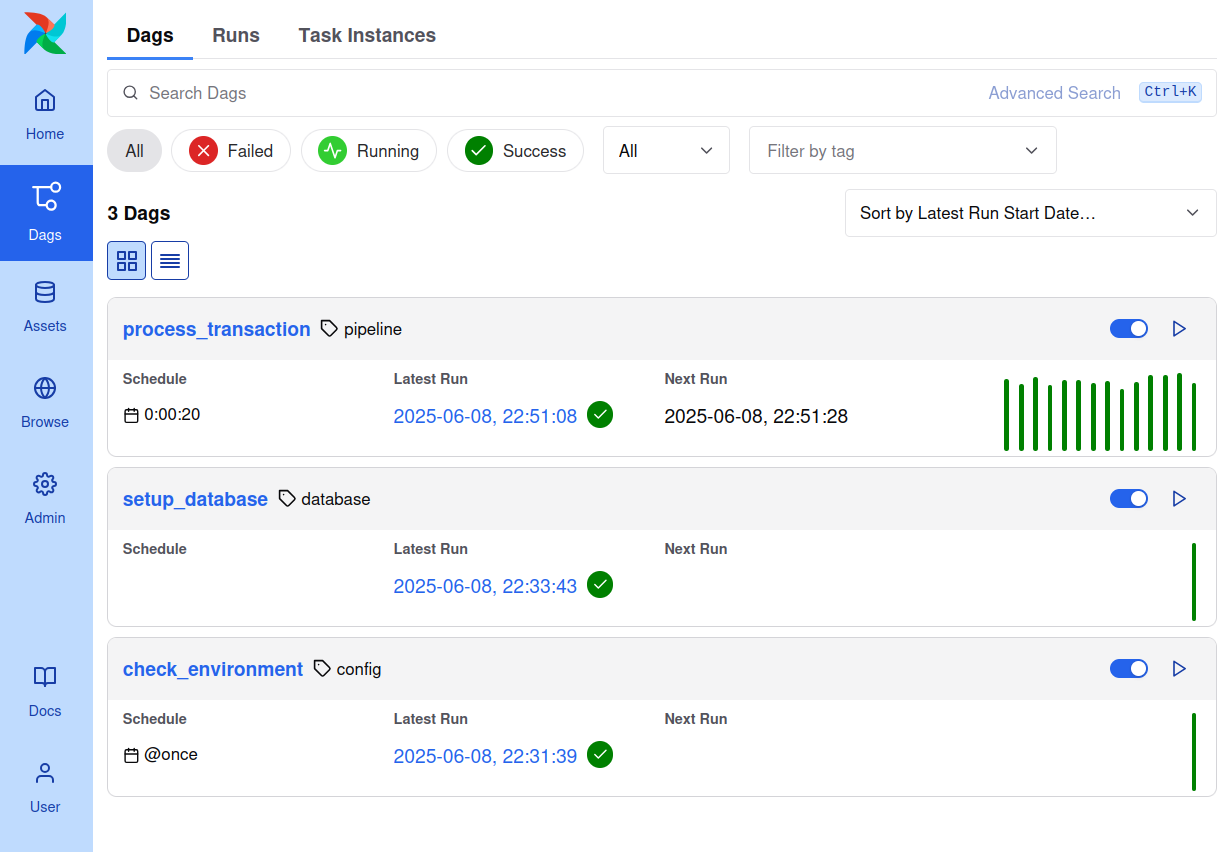 Dags Runs Task Instances
Search Dags Advanced Search Ctrl+K
All Failed Running Success All Filter by tag
3 Dags Sort by Latest Run Start Date…
Home
Dags
Assets
Browse
Admin
Docs
User
process_transaction pipeline
Schedule Latest Run Next Run
0:00:20 2025-06-08, 22:51:08 2025-06-08, 22:51:28
setup_database database
Schedule Latest Run Next Run
2025-06-08, 22:33:43
check_environment config
Schedule Latest Run Next Run
@once 2025-06-08, 22:31:39